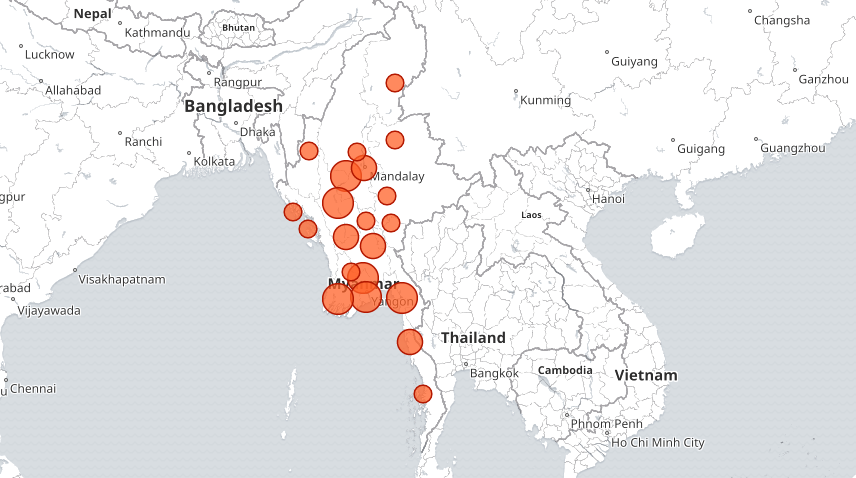 Nepal
Kathmandu
Bhutan
Changsha
Lucknow
Guiyang
Ganzhou
Allahabad
Rangpur
Kunming
Bangladesh
Dhaka
Ranchi
Kolkata
Guigang
Guangzhou
Mandalay
gpur
Hanoi
Laos
Visakhapatnam
rabad
Vijayawada
Yangon
Thailand
Bangkok
Cambodia
Vietnam
u Chennai
Phnom Penh
Ho Chi Minh City